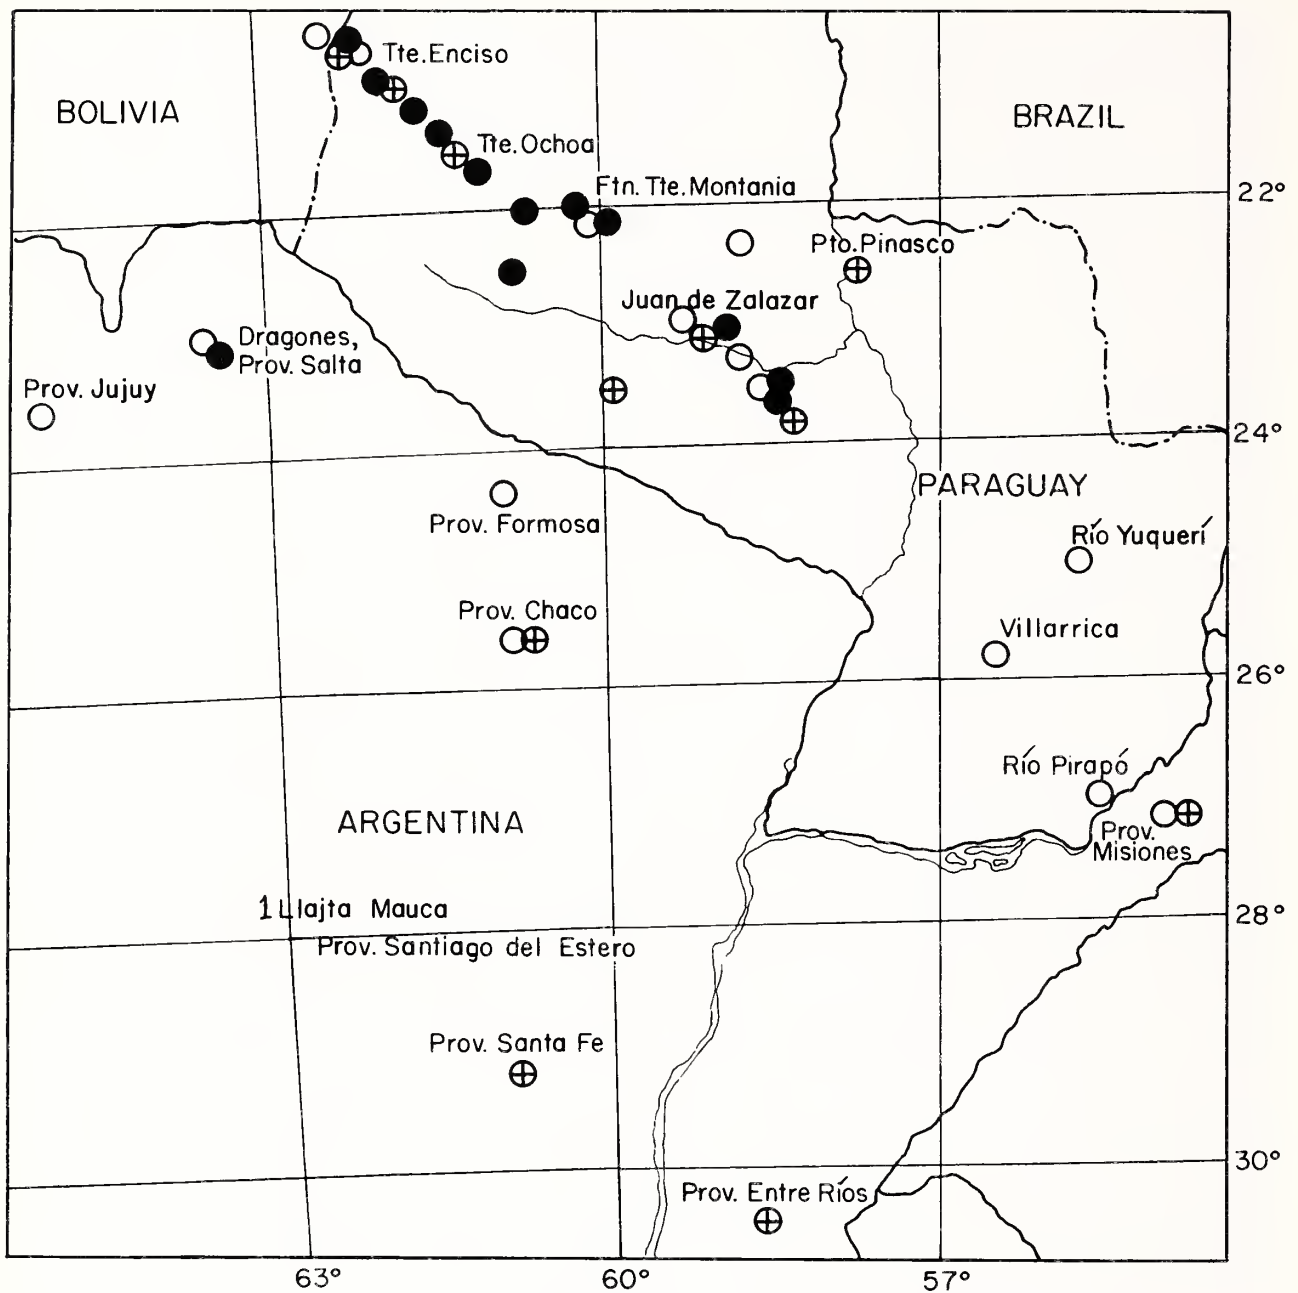 Tte. Enciso
BOLIVIA
BRAZIL
Tte. Ochoa
Ftn. Tte. Montania
22°
Pto. Pinasco
Juan de Zalazar
Dragones,
Prov. Salta
Prov. Jujuy
24°
PARAGUAY
Prov. Formosa
Río Yuquerí
Prov. Chaco
Villarrica
26°
Río Pirapó
ARGENTINA
Prov.
Misiones
1 Llajta Mauca
28°
Prov. Santiago del Estero
Prov. Santa Fe
30°
Prov. Entre Ríos
63°
60°
57°